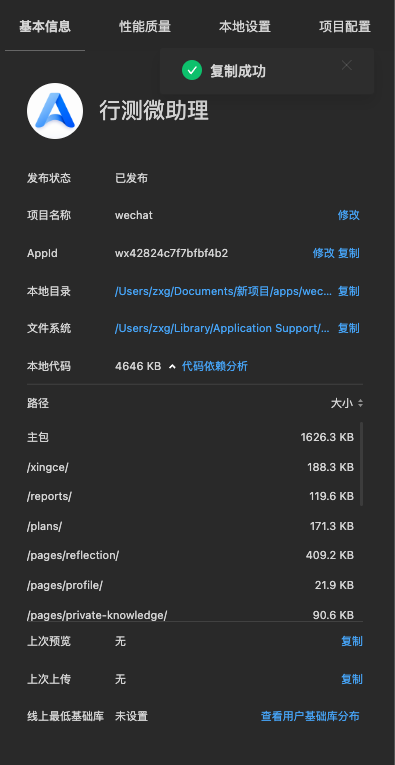 基本信息 性能质量 本地设置 项目配置
复制成功
行测微助理
发布状态 已发布
项目名称 wechat 修改
AppId wx42824c7f7bfbf4b2 修改 复制
本地目录 /Users/zxg/Documents/新项目/apps/wec... 复制
文件系统 /Users/zxg/Library/Application Support/... 复制
本地代码 4646 KB 代码依赖分析
路径 大小
主包 1626.3 KB
/xingce/ 188.3 KB
/reports/ 119.6 KB
/plans/ 171.3 KB
/pages/reflection/ 409.2 KB
/pages/profile/ 21.9 KB
/pages/private-knowledge/ 90.6 KB
上次预览 无 复制
上次上传 无 复制
线上最低基础库 未设置 查看用户基础库分布